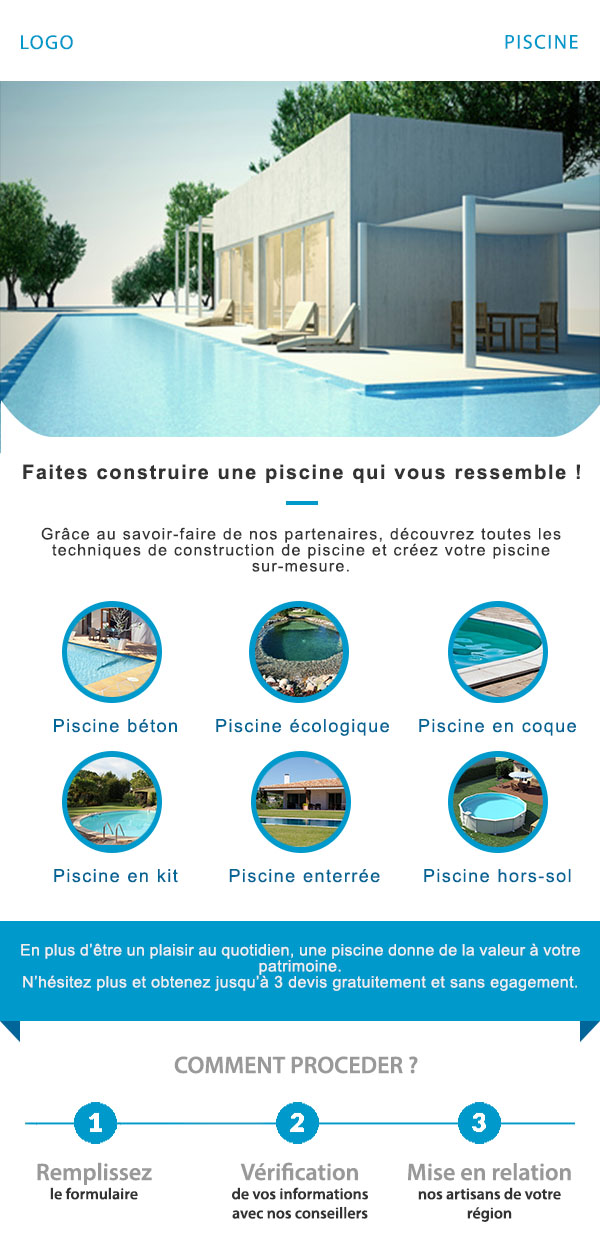 LOGO
PISCINE
Faites construire une piscine qui vous ressemble !
Grâce au savoir-faire de nos partenaires, découvrez toutes les
techniques de construction de piscine et créez votre piscine
sur-mesure.
Piscine béton
Piscine écologique
Piscine en coque
Piscine en kit
Piscine enterrée
Piscine hors-sol
En plus d’être un plaisir au quotidien, une piscine donne de la valeur à votre
patrimoine.
N’hésitez plus et obtenez jusqu’à 3 devis gratuitement et sans egagement.
COMMENT PROCEDER ?
1
2
3
Remplissez
le formulaire
Vérification
de vos informations
avec nos conseillers
Mise en relation
nos artisans de votre
région